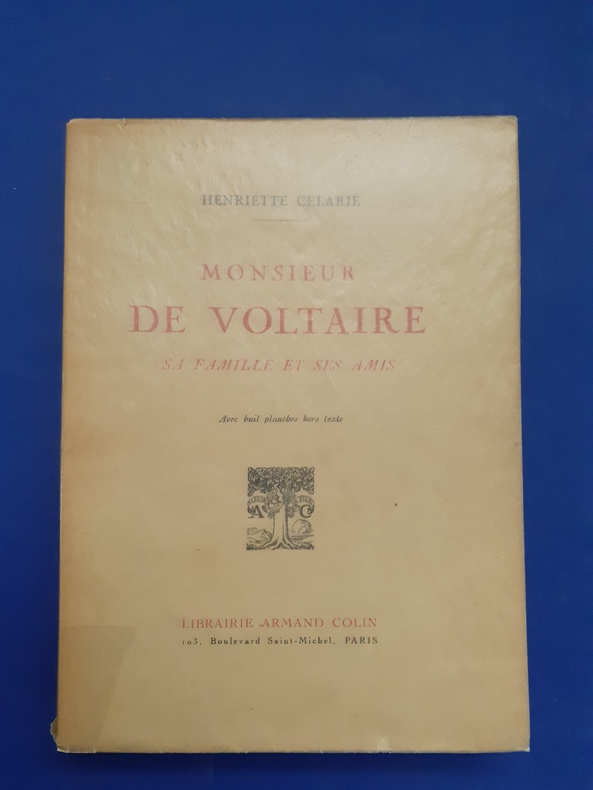 HENRIETTE CELARIÉ
MONSIEUR
DE VOLTAIRE
SA FAMILLE ET SES AMIS
Avec huit planches hors texte
A C
LIBRAIRIE ARMAND COLIN
103, Boulevard Saint-Michel, PARIS